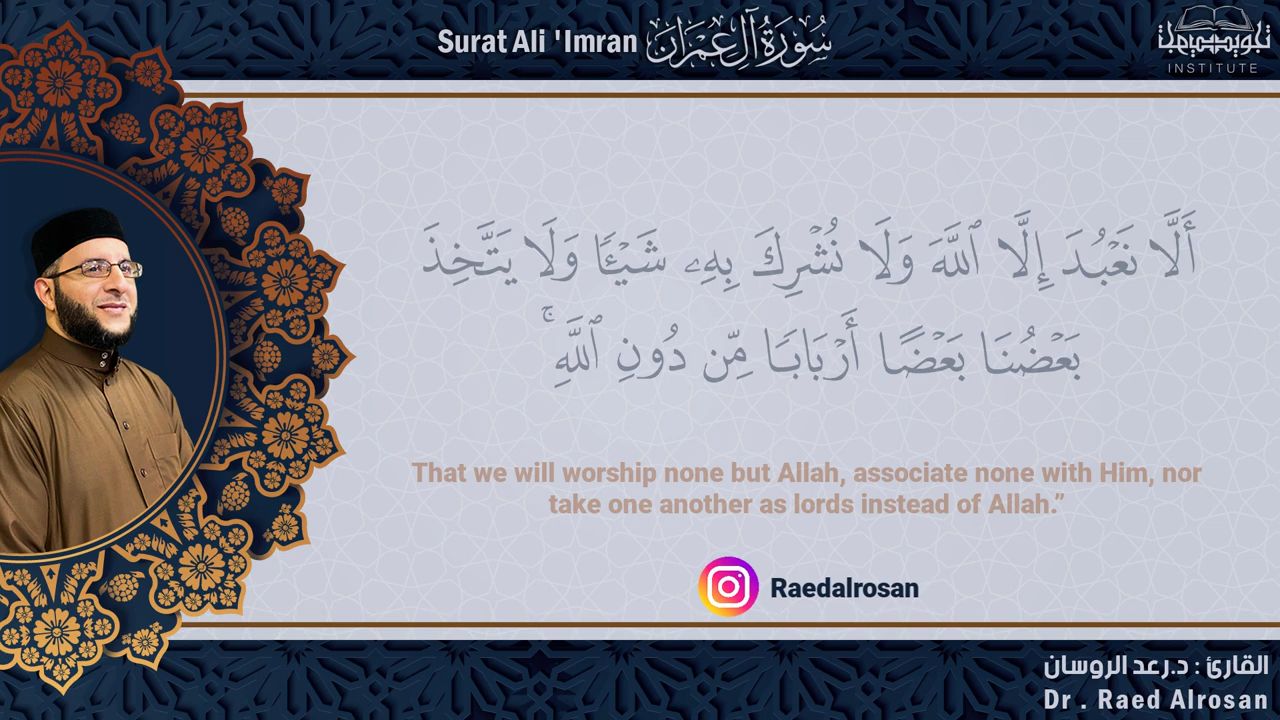 Surat Ali 'Imran سُورَةُ آلِ عِمْرَان
INSTITUTE
أَلَّا نَعْبُدَ إِلَّا ٱللَّهَ وَلَا نُشْرِكَ بِهِۦ شَيْـًٔا وَلَا يَتَّخِذَ
بَعْضُنَا بَعْضًا أَرْبَابًا مِّن دُونِ ٱللَّهِ ۚ
That we will worship none but Allah, associate none with Him, nor
take one another as lords instead of Allah.”
Raedalrosan
القارئ : د.رعد الروسان
Dr . Raed Alrosan